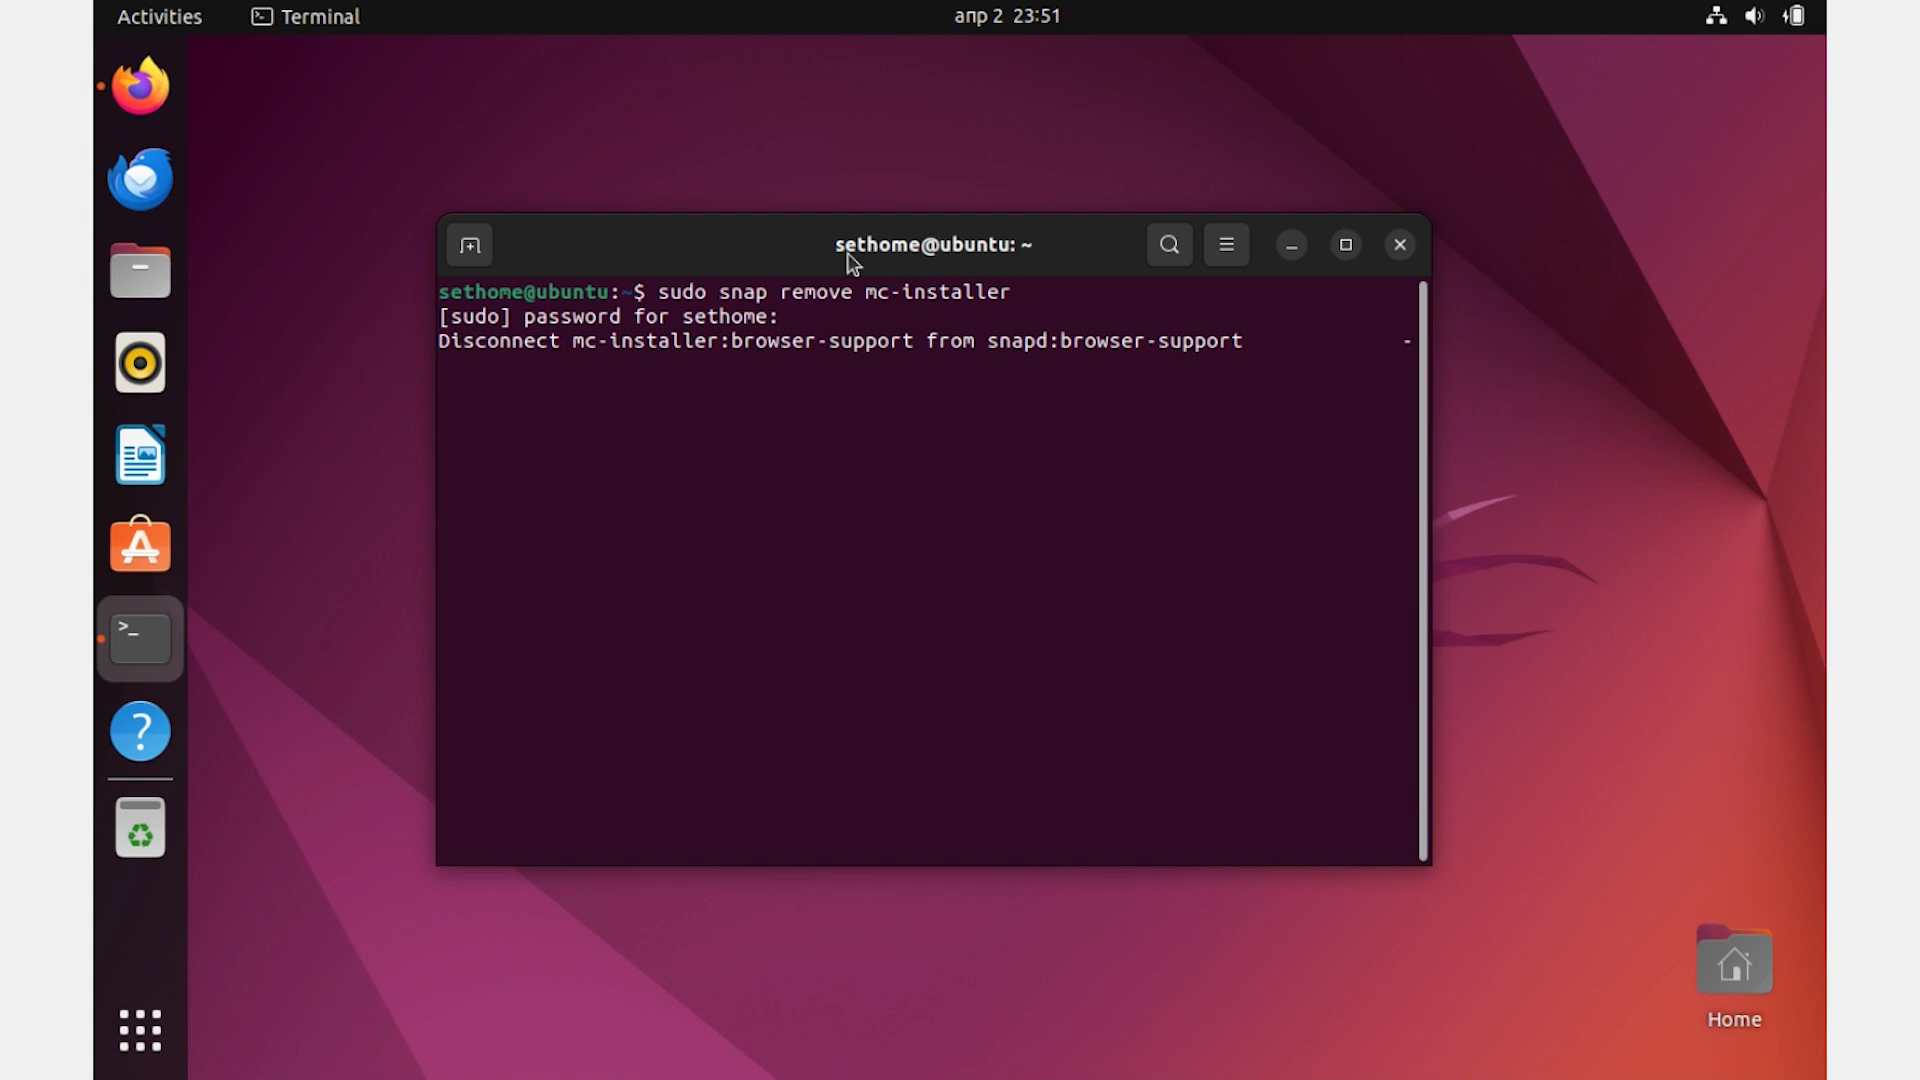 Activities Terminal апр 2 23:51
sethome@ubuntu: ~
sethome@ubuntu:~$ sudo snap remove mc-installer
[sudo] password for sethome:
Disconnect mc-installer:browser-support from snapd:browser-support -
Home